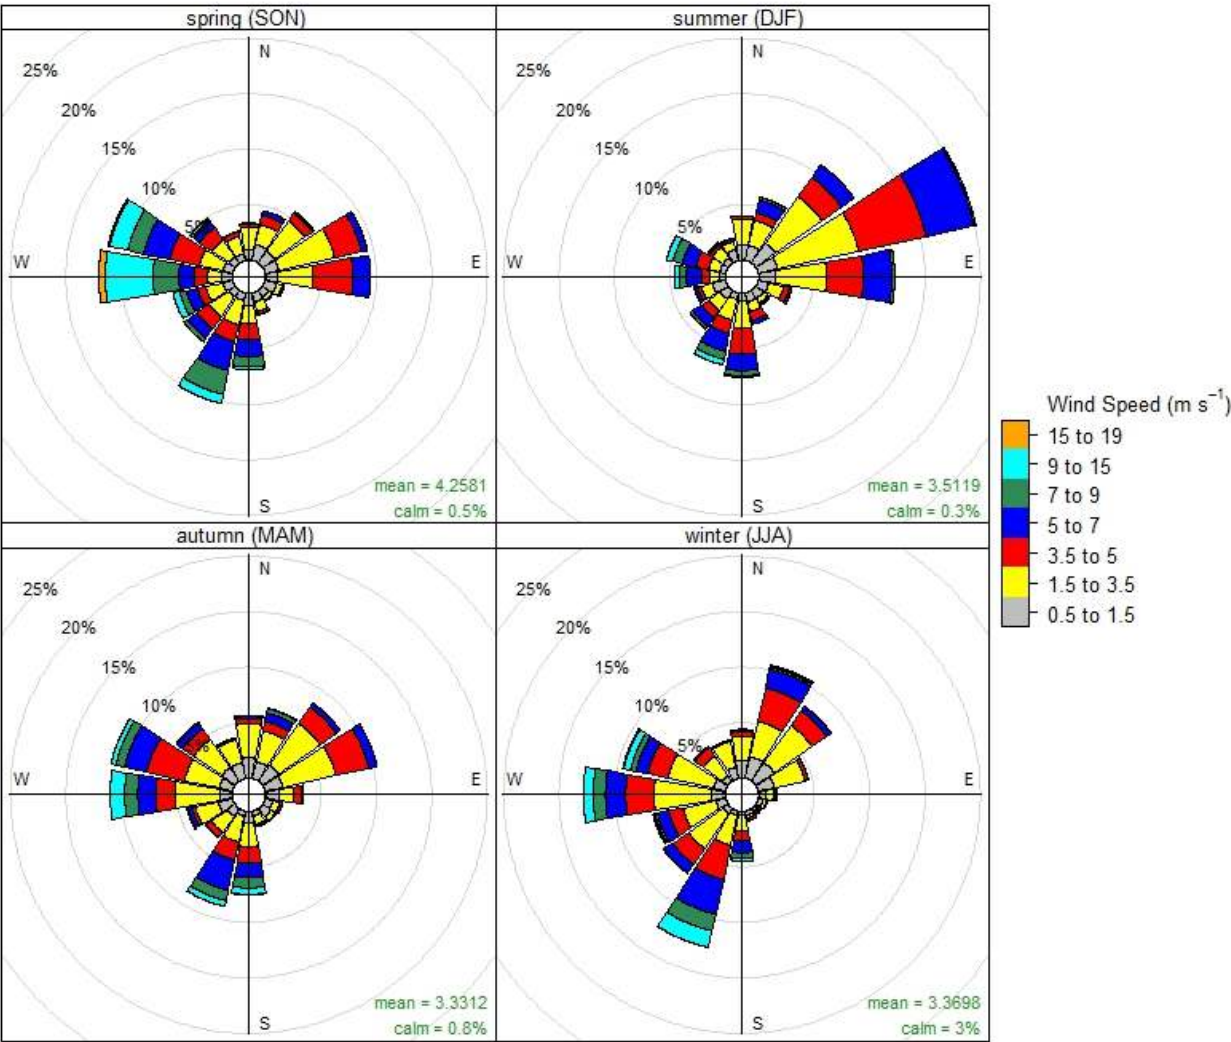 spring (SON)
N
25%
20%
15%
10%
5%
W
E
S
mean = 4.2581
calm = 0.5%
summer (DJF)
N
25%
20%
15%
10%
5%
W
E
S
mean = 3.5119
calm = 0.3%
autumn (MAM)
N
25%
20%
15%
10%
W
E
S
mean = 3.3312
calm = 0.8%
winter (JJA)
N
25%
20%
15%
10%
5%
W
E
S
mean = 3.3698
calm = 3%
Wind Speed (m s⁻¹)
15 to 19
9 to 15
7 to 9
5 to 7
3.5 to 5
1.5 to 3.5
0.5 to 1.5